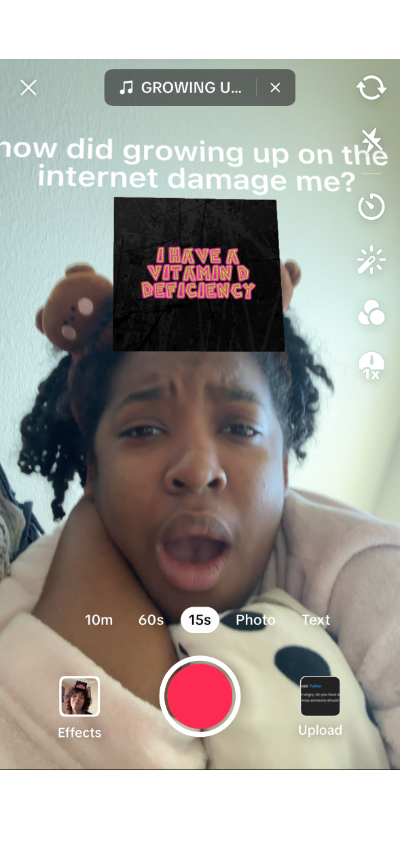 GROWING U...
how did growing up on the
internet damage me?
I HAVE A
VITAMIN D
DEFICIENCY
1x
10m 60s 15s Photo Text
Effects
Upload